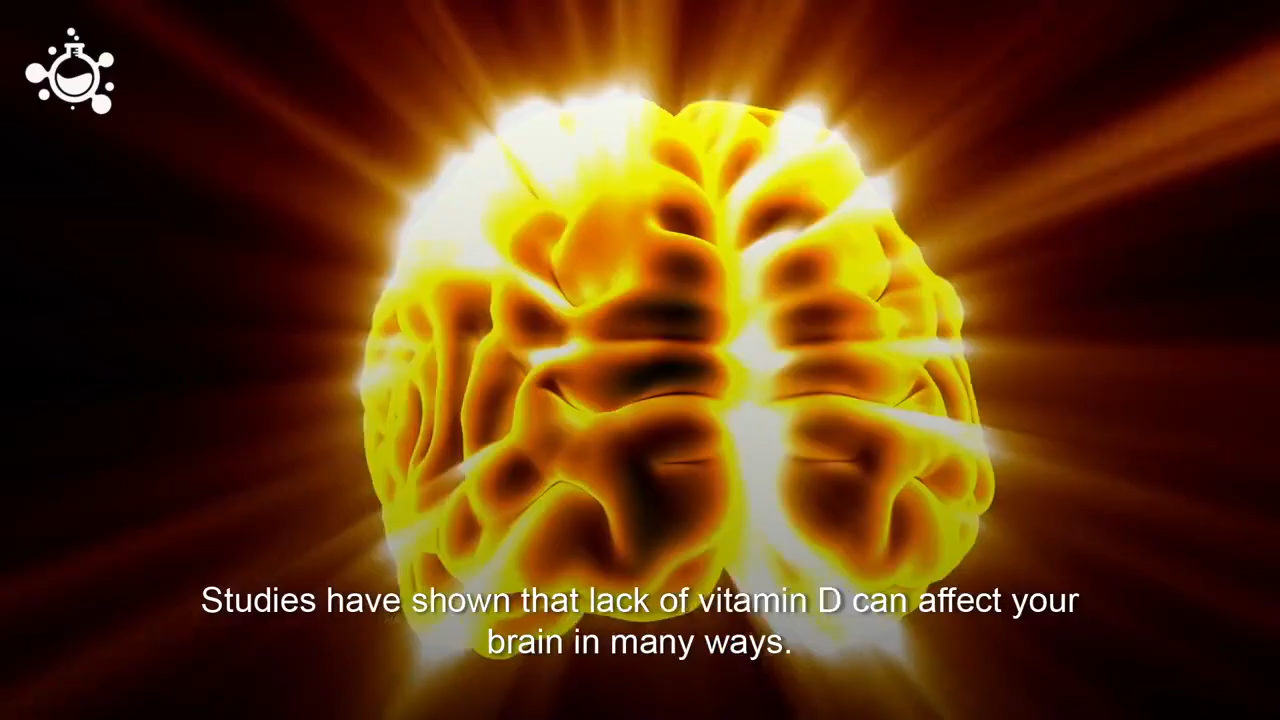 Studies have shown that lack of vitamin D can affect your
brain in many ways.